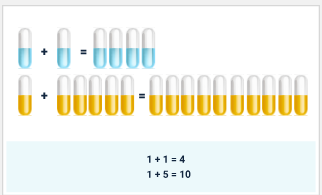 + =
+ =
1 + 1 = 4
1 + 5 = 10